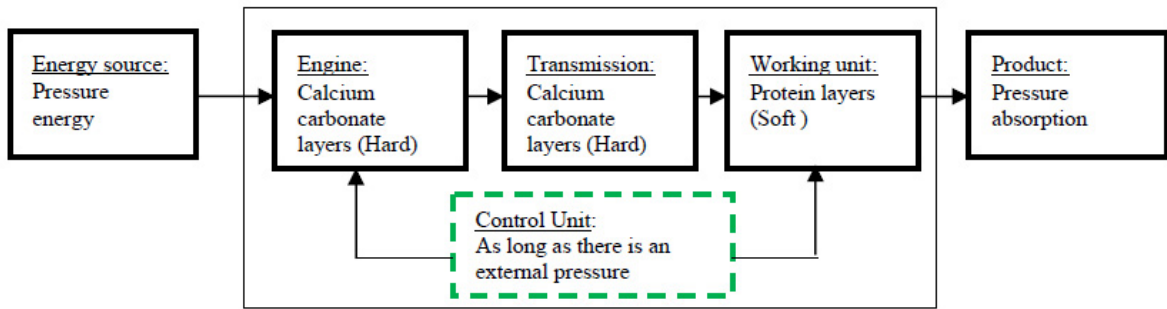 Energy source:
Pressure
energy
Engine:
Calcium
carbonate
layers (Hard)
Transmission:
Calcium
carbonate
layers (Hard)
Working unit:
Protein layers
(Soft )
Product:
Pressure
absorption
Control Unit:
As long as there is an
external pressure